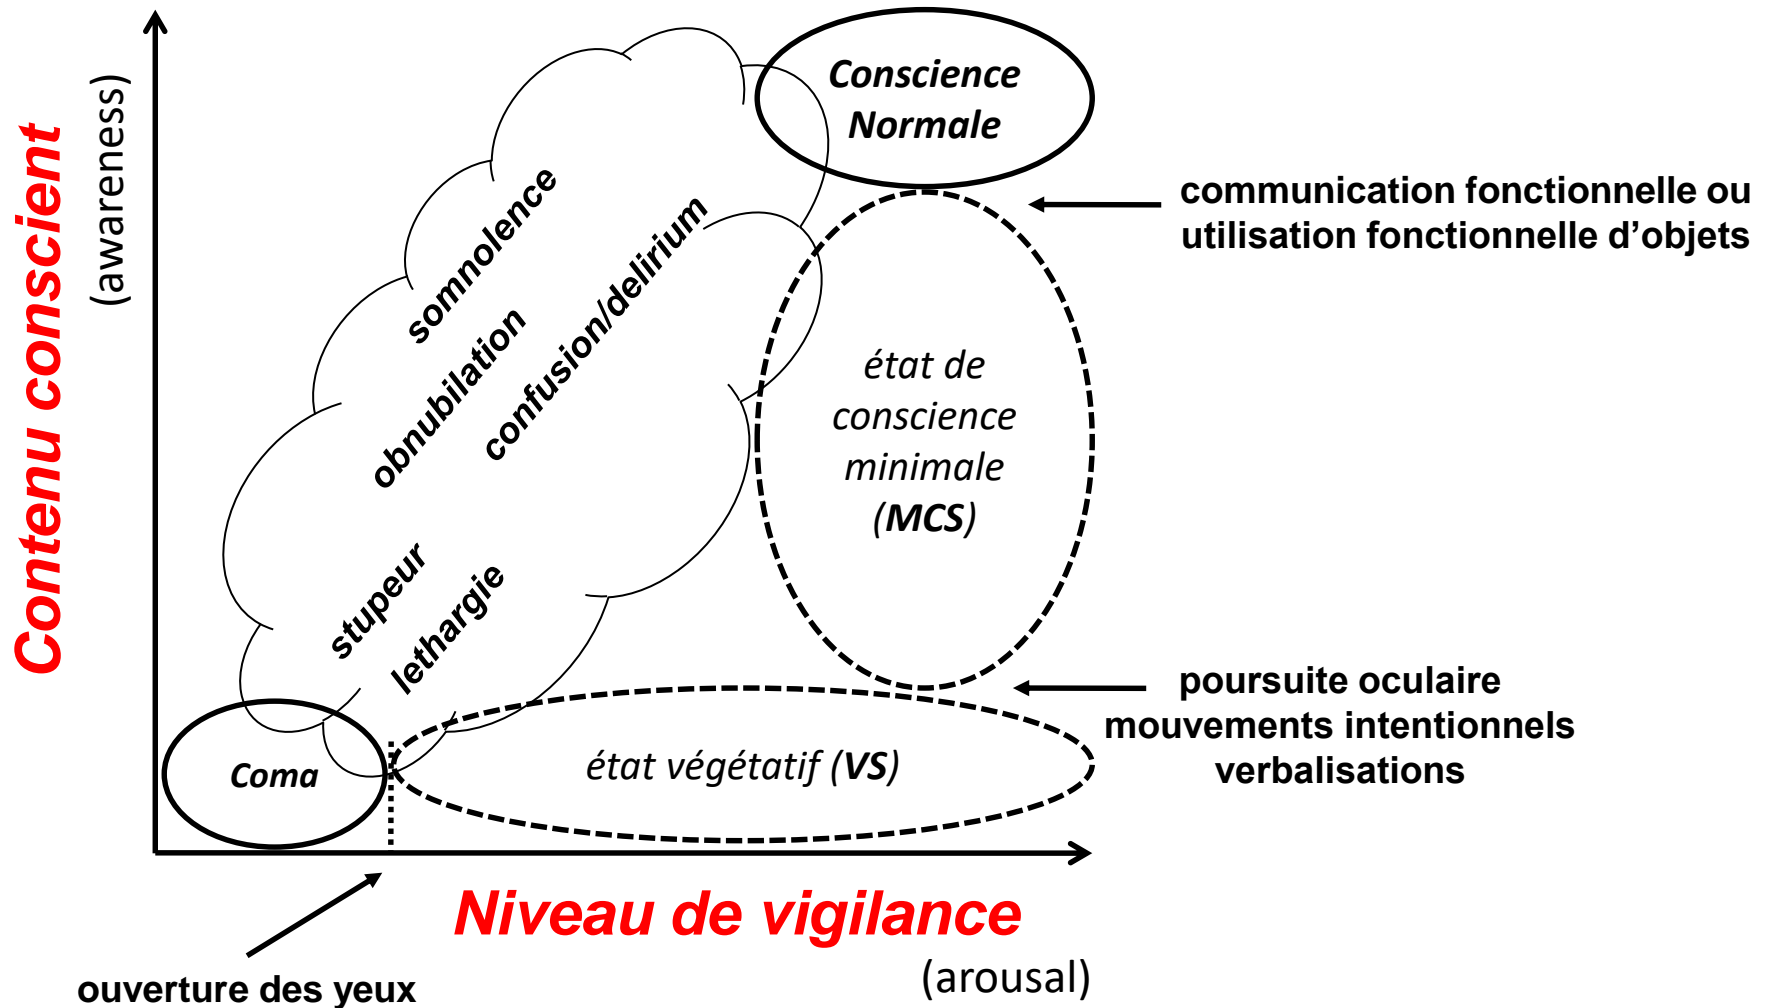 Contenu conscient
(awareness)
Conscience
Normale
somnolence
obnubilation
confusion/delirium
stupeur
lethargie
état de
conscience
minimale
(MCS)
communication fonctionnelle ou
utilisation fonctionnelle d’objets
poursuite oculaire
mouvements intentionnels
verbalisations
Coma
état végétatif (VS)
Niveau de vigilance
(arousal)
ouverture des yeux